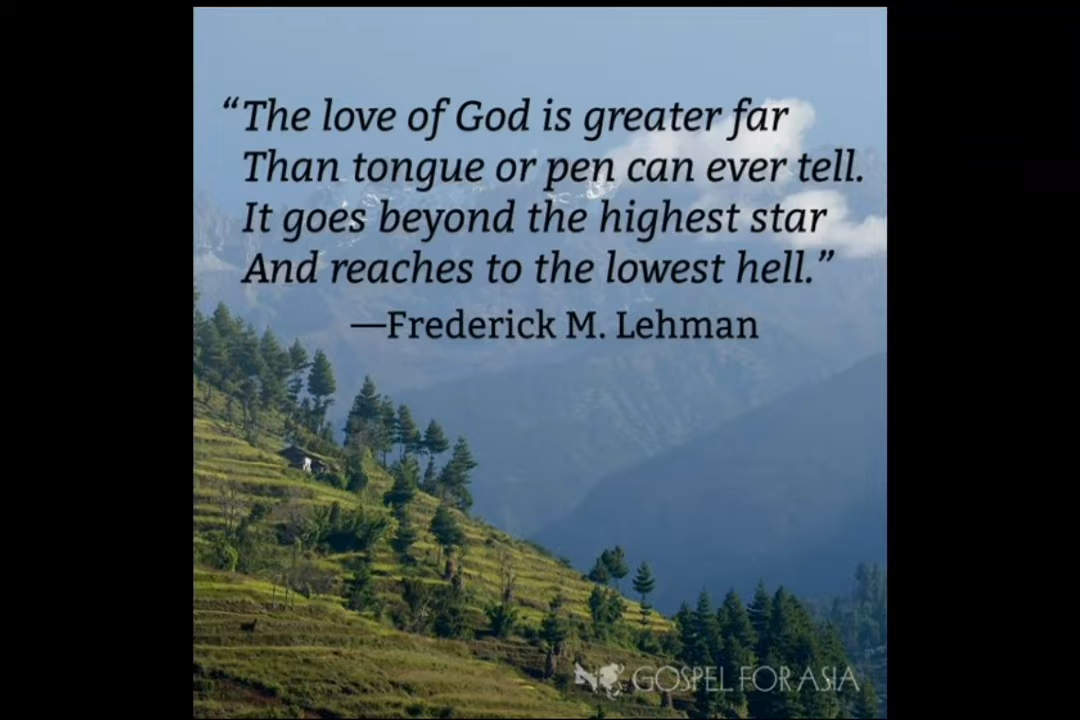 “The love of God is greater far
Than tongue or pen can ever tell.
It goes beyond the highest star
And reaches to the lowest hell.”
—Frederick M. Lehman
GOSPEL FOR ASIA